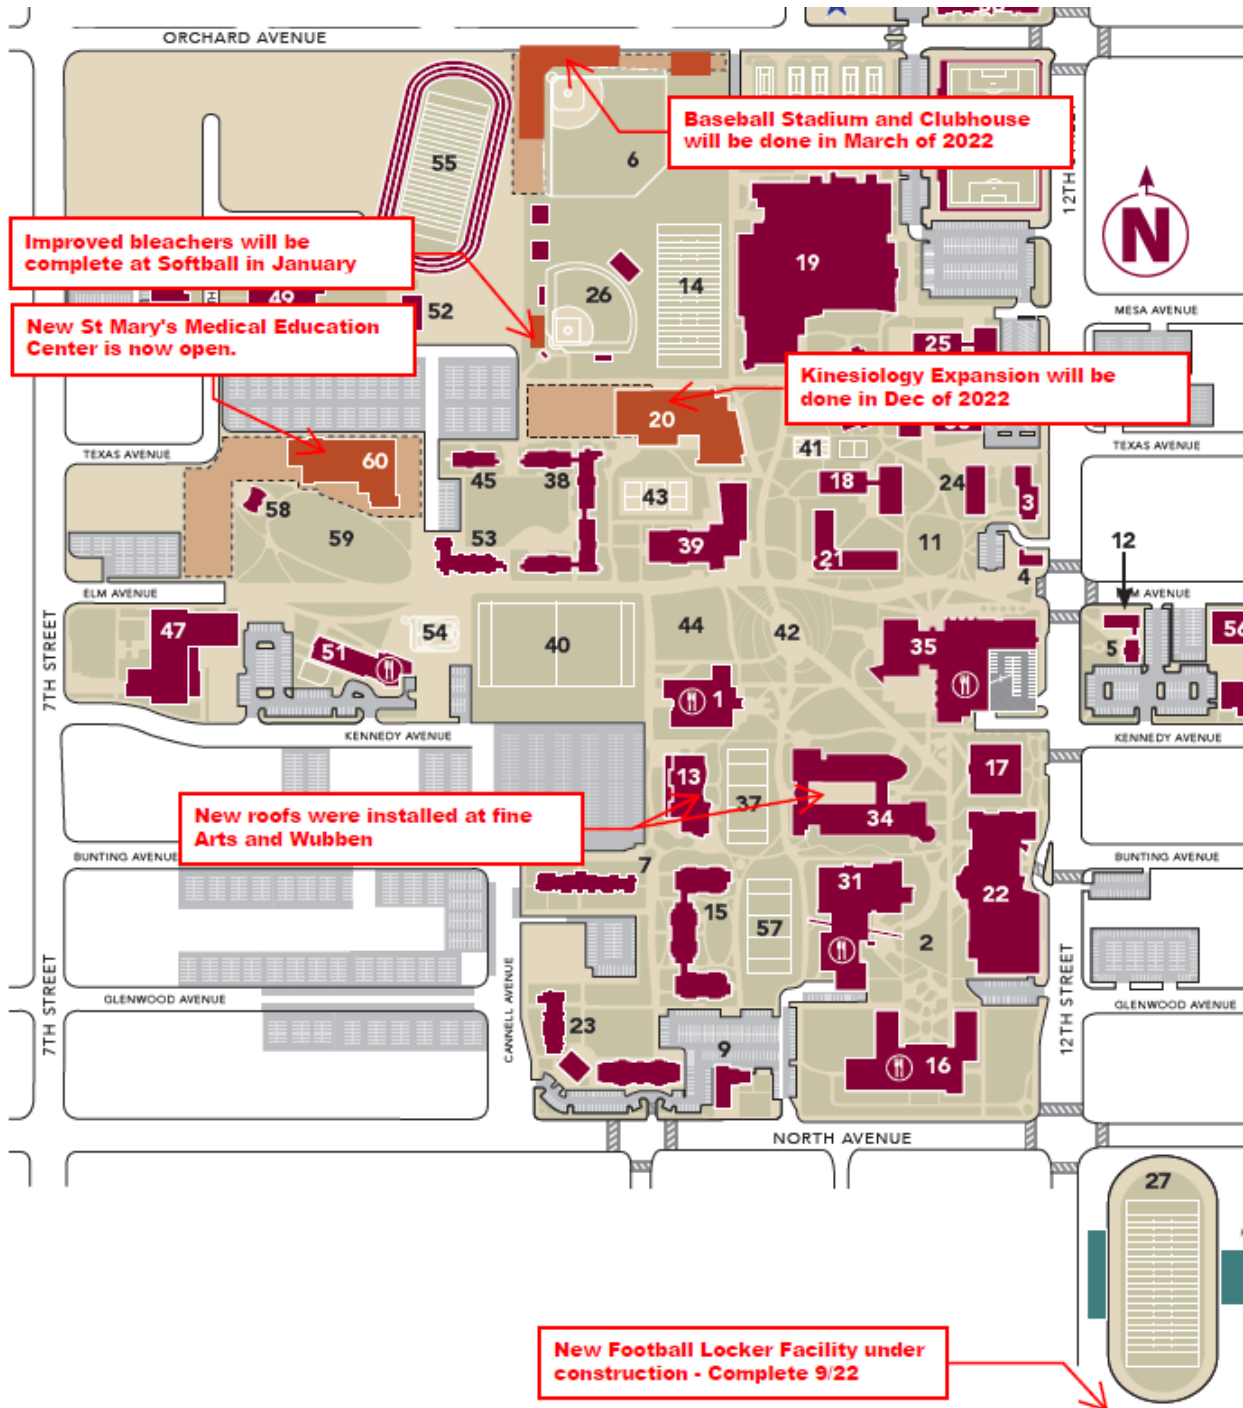 ORCHARD AVENUE
Baseball Stadium and Clubhouse
will be done in March of 2022
12TH STREET
55
6
N
Improved bleachers will be
complete at Softball in January
19
26
14
49
52
MESA AVENUE
New St Mary's Medical Education
Center is now open.
25
Kinesiology Expansion will be
done in Dec of 2022
20
TEXAS AVENUE
TEXAS AVENUE
60
45
38
41
18
24
3
43
58
59
53
39
21
11
12
4
ELM AVENUE
AVENUE
7TH STREET
47
51
54
40
44
42
35
5
56
1
KENNEDY AVENUE
KENNEDY AVENUE
13
37
17
34
New roofs were installed at fine
Arts and Wubben
BUNTING AVENUE
BUNTING AVENUE
7
31
22
15
57
2
7TH STREET
CANNELL AVENUE
12TH STREET
GLENWOOD AVENUE
GLENWOOD AVENUE
23
9
16
NORTH AVENUE
27
New Football Locker Facility under
construction - Complete 9/22